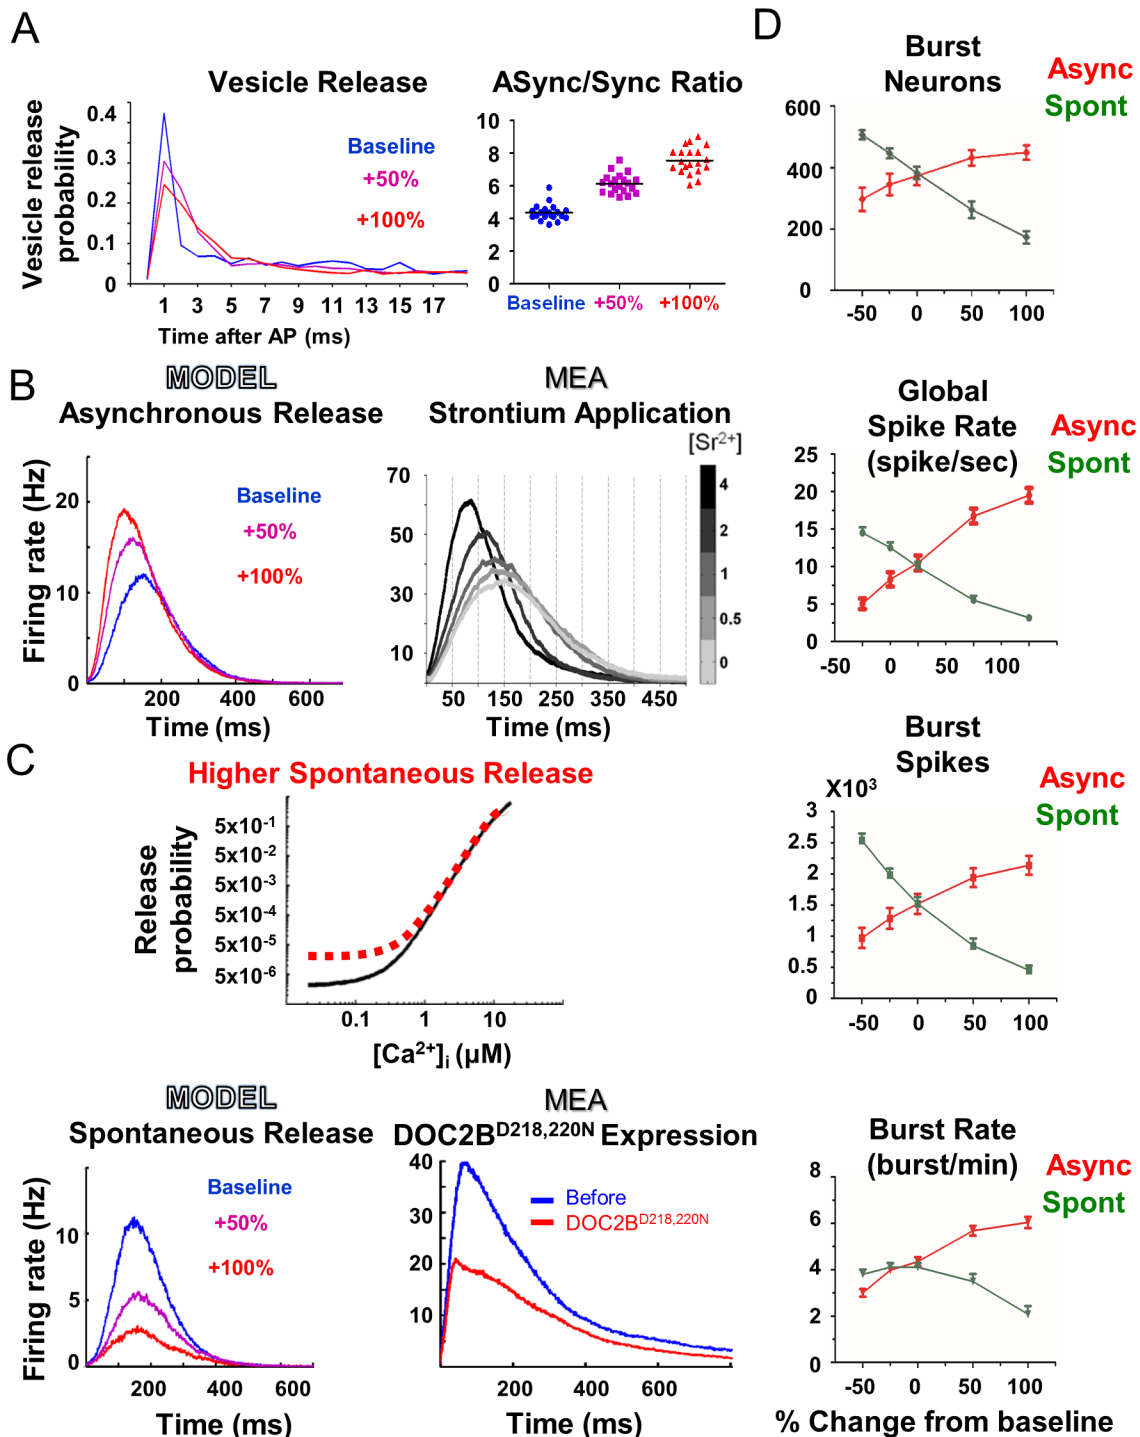 A
Vesicle Release
Vesicle release
probability
0.4
0.3
0.2
0.1
0
Baseline
+50%
+100%
1 3 5 7 9 11 13 15 17
Time after AP (ms)
ASync/Sync Ratio
10
8
6
4
2
0
Baseline +50% +100%
B
MODEL
Asynchronous Release
Firing rate (Hz)
20
10
0
Baseline
+50%
+100%
200 400 600
Time (ms)
MEA
Strontium Application
[Sr²⁺]
70
50
30
10
4
2
1
0.5
0
50 150 250 350 450
Time (ms)
C
Higher Spontaneous Release
Release
probability
5x10⁻¹
5x10⁻²
5x10⁻³
5x10⁻⁴
5x10⁻⁵
5x10⁻⁶
0.1 1 10
[Ca²⁺]ᵢ (µM)
MODEL
Spontaneous Release
Firing rate (Hz)
10
5
0
Baseline
+50%
+100%
200 400 600
Time (ms)
MEA
DOC2Bᴰ²¹⁸,²²⁰ᴺ Expression
40
30
20
10
Before
DOC2Bᴰ²¹⁸,²²⁰ᴺ
200 400 600
Time (ms)
D
Burst
Neurons
Async
Spont
600
400
200
0
-50 0 50 100
Global
Spike Rate
(spike/sec)
Async
Spont
25
20
15
10
5
0
-50 0 50 100
Burst
Spikes
X10³
Async
Spont
3
2.5
2
1.5
1
0.5
0
-50 0 50 100
Burst Rate
(burst/min)
Async
Spont
8
6
4
2
0
-50 0 50 100
% Change from baseline